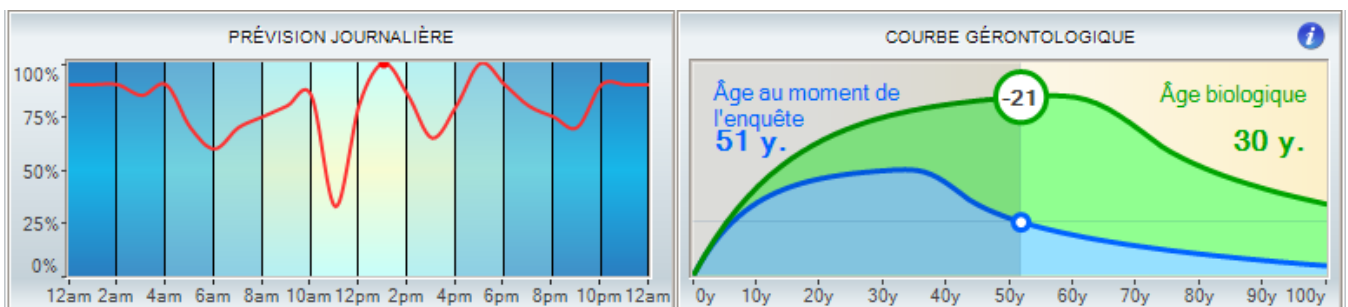 PRÉVISION JOURNALIÈRE
100%
75%
50%
25%
0%
12am 2am 4am 6am 8am 10am 12pm 2pm 4pm 6pm 8pm 10pm 12am
COURBE GÉRONTOLOGIQUE
i
Âge au moment de
l'enquête
51 y.
-21
Âge biologique
30 y.
0y 10y 20y 30y 40y 50y 60y 70y 80y 90y 100y